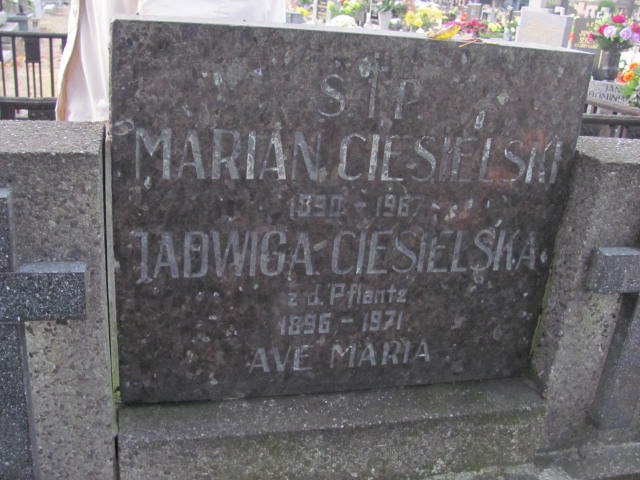 S†P
MARIAN CIESIELSKI
1890 - 1967
JADWIGA CIESIELSKA
z d. Pflantz
1896 - 1971
AVE MARIA